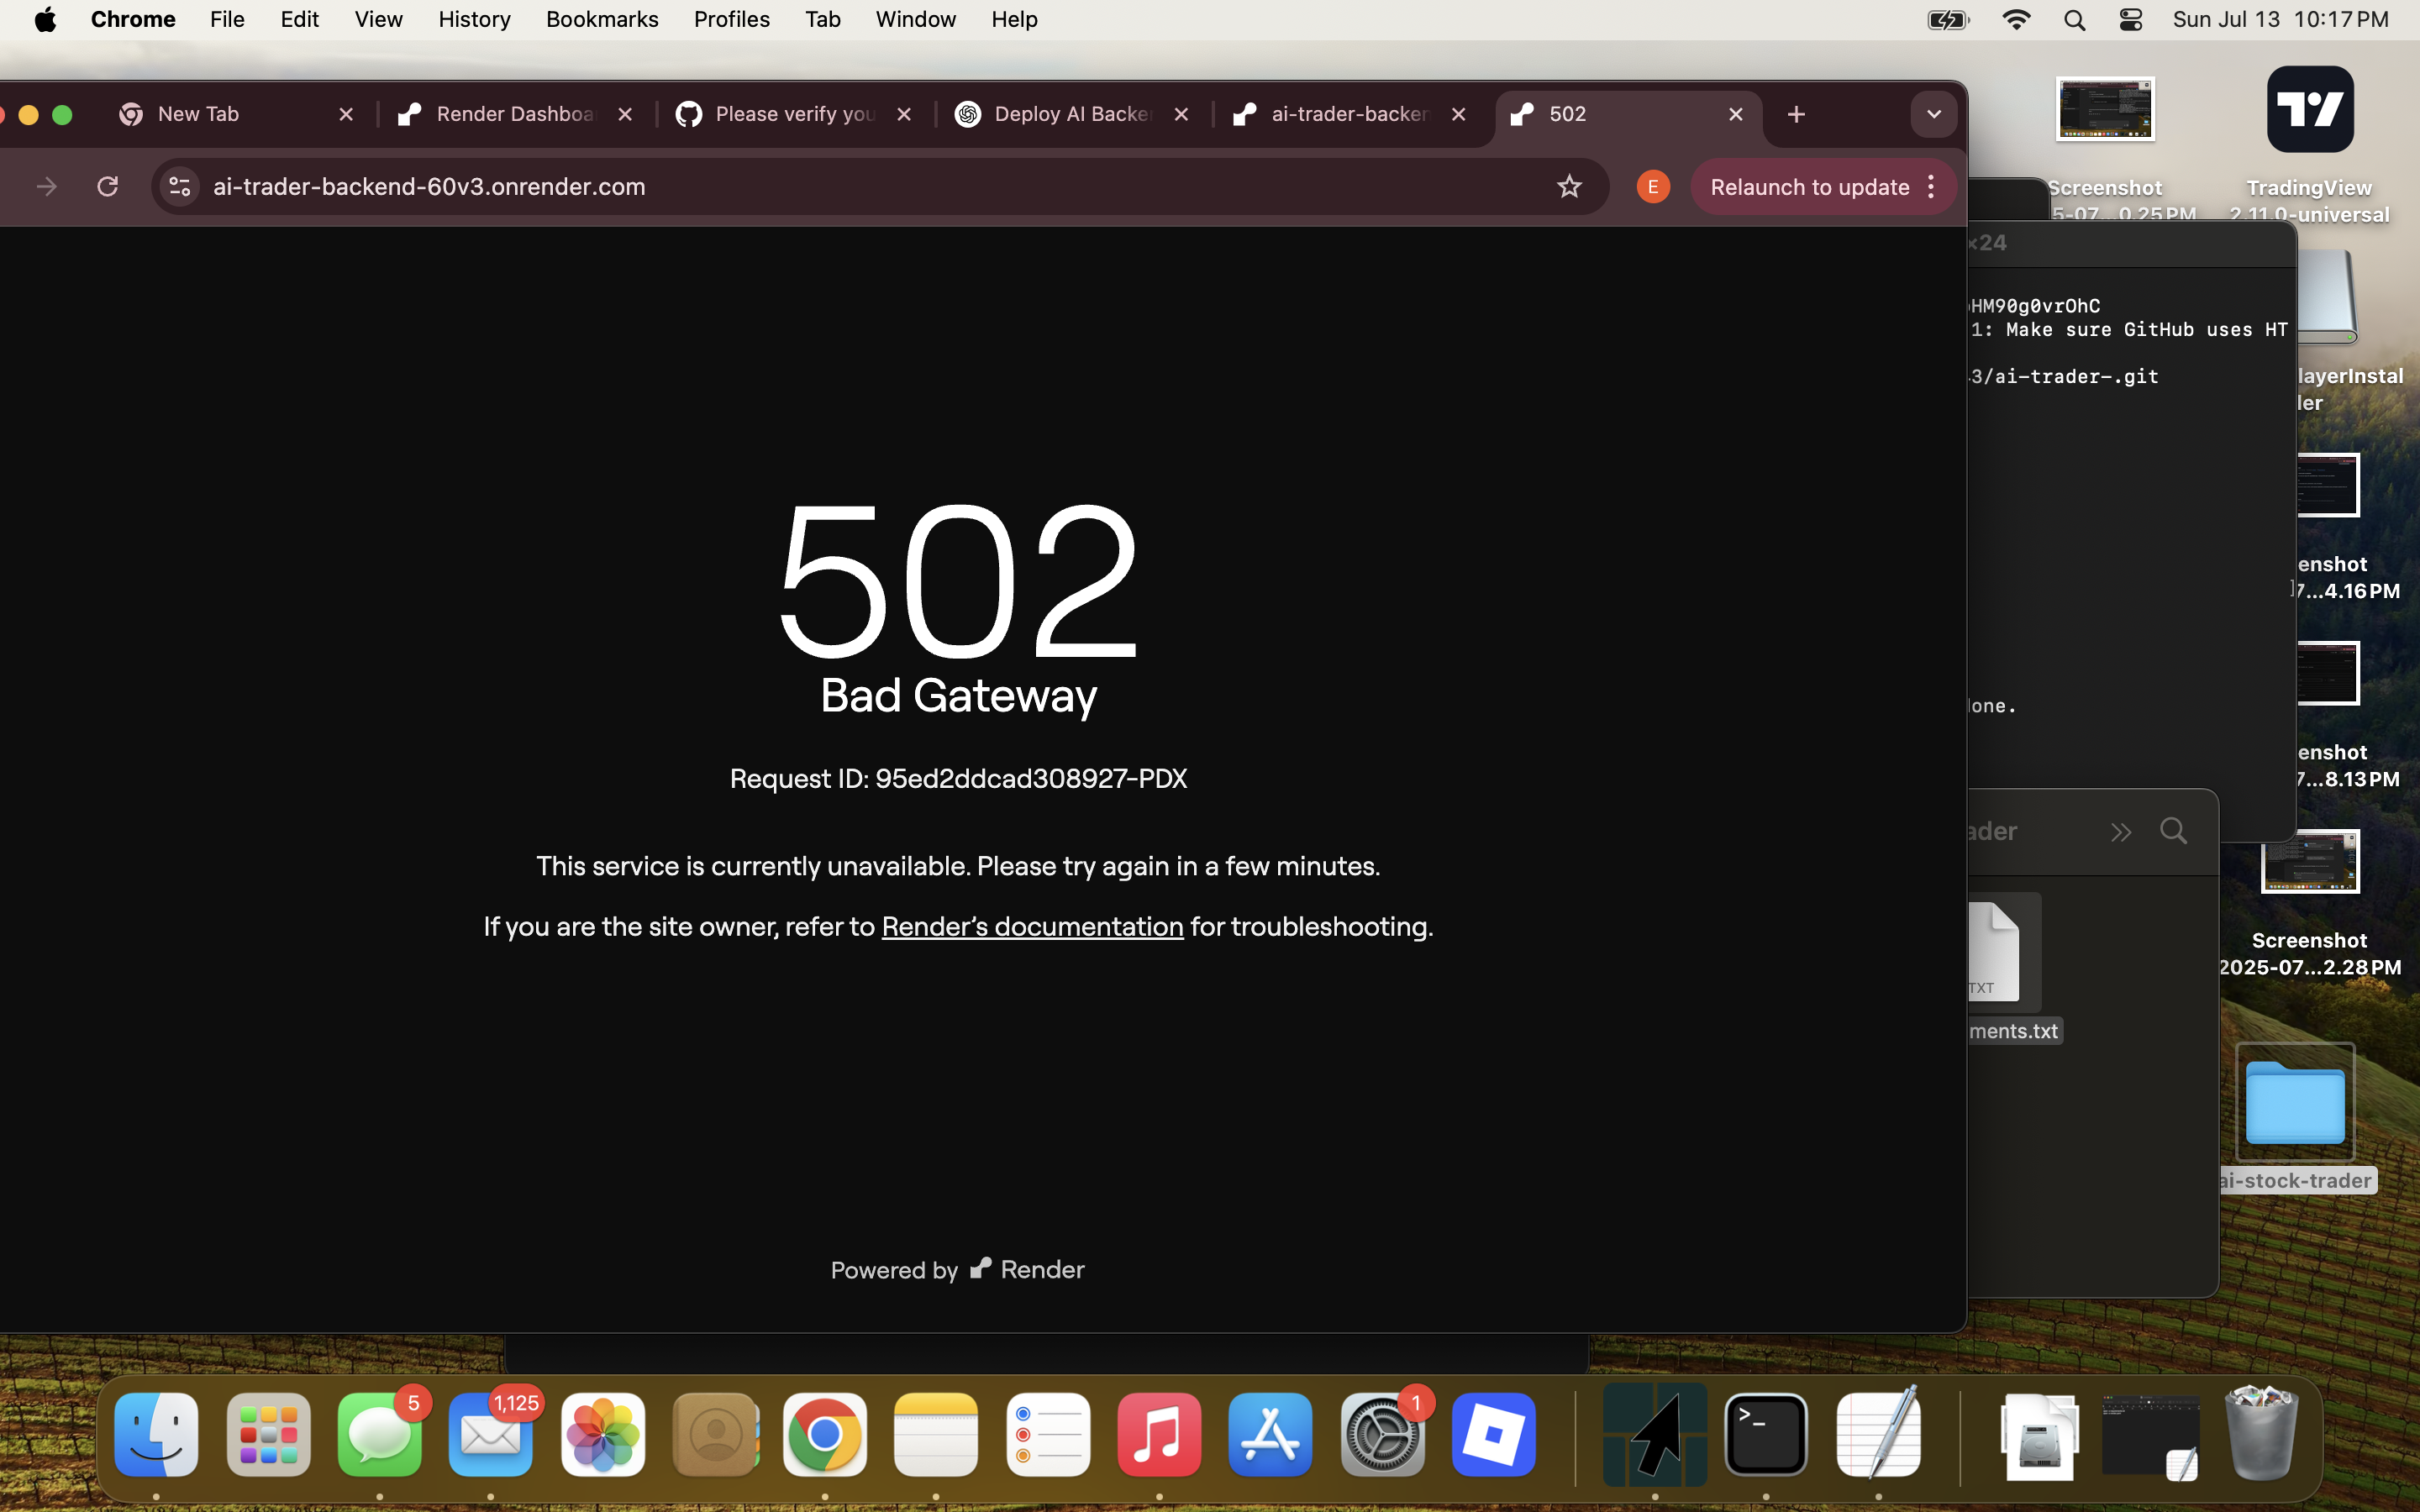 Chrome File Edit View History Bookmarks Profiles Tab Window Help
Sun Jul 13 10:17 PM
New Tab
Render Dashboa
Please verify you
Deploy AI Backe
ai-trader-backen
502
ai-trader-backend-60v3.onrender.com
E
Relaunch to update
502
Bad Gateway
Request ID: 95ed2ddcad308927-PDX
This service is currently unavailable. Please try again in a few minutes.
If you are the site owner, refer to Render's documentation for troubleshooting.
Powered by Render
×24
HM90g0vrOhC
1: Make sure GitHub uses HT
3/ai-trader-.git
one.
ader
TXT
ments.txt
Screenshot
5-07...0.25 PM
TradingView
2.11.0-universal
layerInstal
ler
enshot
7...4.16 PM
enshot
7...8.13 PM
Screenshot
2025-07...2.28 PM
ai-stock-trader
5
1,125
1